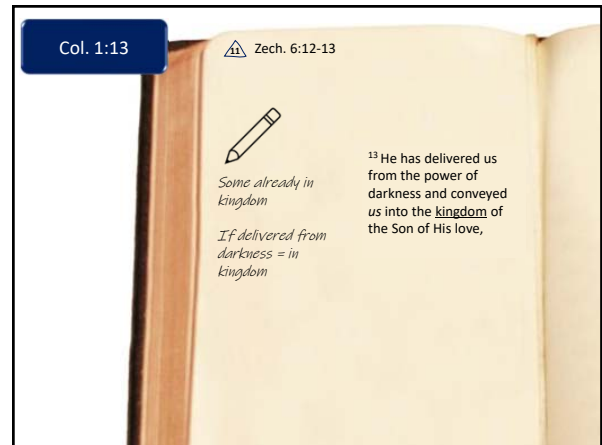 Col. 1:13
11 Zech. 6:12-13
Some already in
kingdom
If delivered from
darkness = in
kingdom
13 He has delivered us
from the power of
darkness and conveyed
us into the kingdom of
the Son of His love,